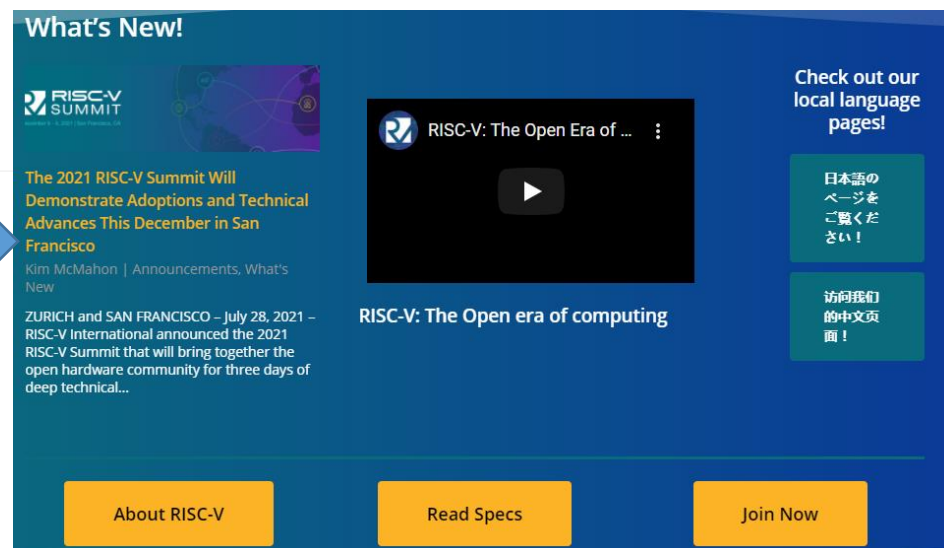 What's New!
RISC-V
SUMMIT
The 2021 RISC-V Summit Will
Demonstrate Adoptions and Technical
Advances This December in San
Francisco
Kim McMahon | Announcements, What's
New
ZURICH and SAN FRANCISCO – July 28, 2021 –
RISC-V International announced the 2021
RISC-V Summit that will bring together the
open hardware community for three days of
deep technical...
RISC-V: The Open Era of ...
RISC-V: The Open era of computing
Check out our
local language
pages!
日本語の
ページを
ご覧くだ
さい！
访问我们
的中文页
面！
About RISC-V
Read Specs
Join Now